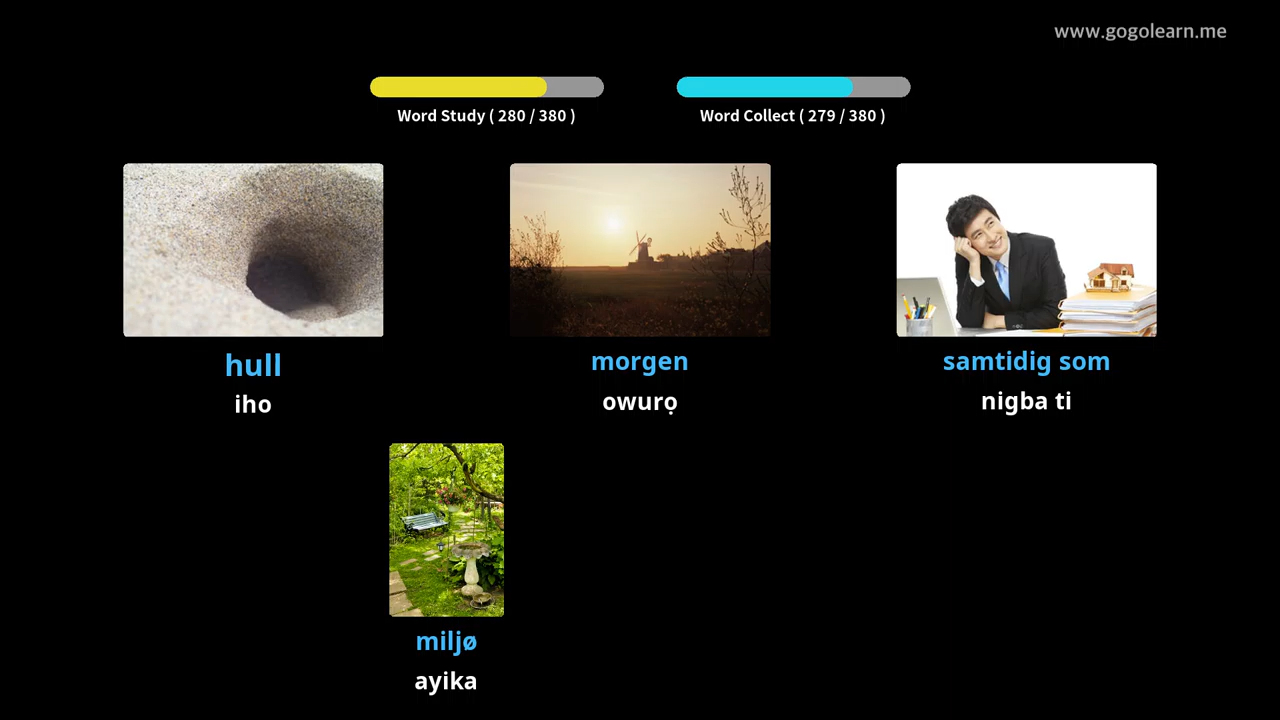 www.gogolearn.me
Word Study ( 280 / 380 )
Word Collect ( 279 / 380 )
hull
iho
morgen
owurọ
samtidig som
nigba ti
miljø
ayika